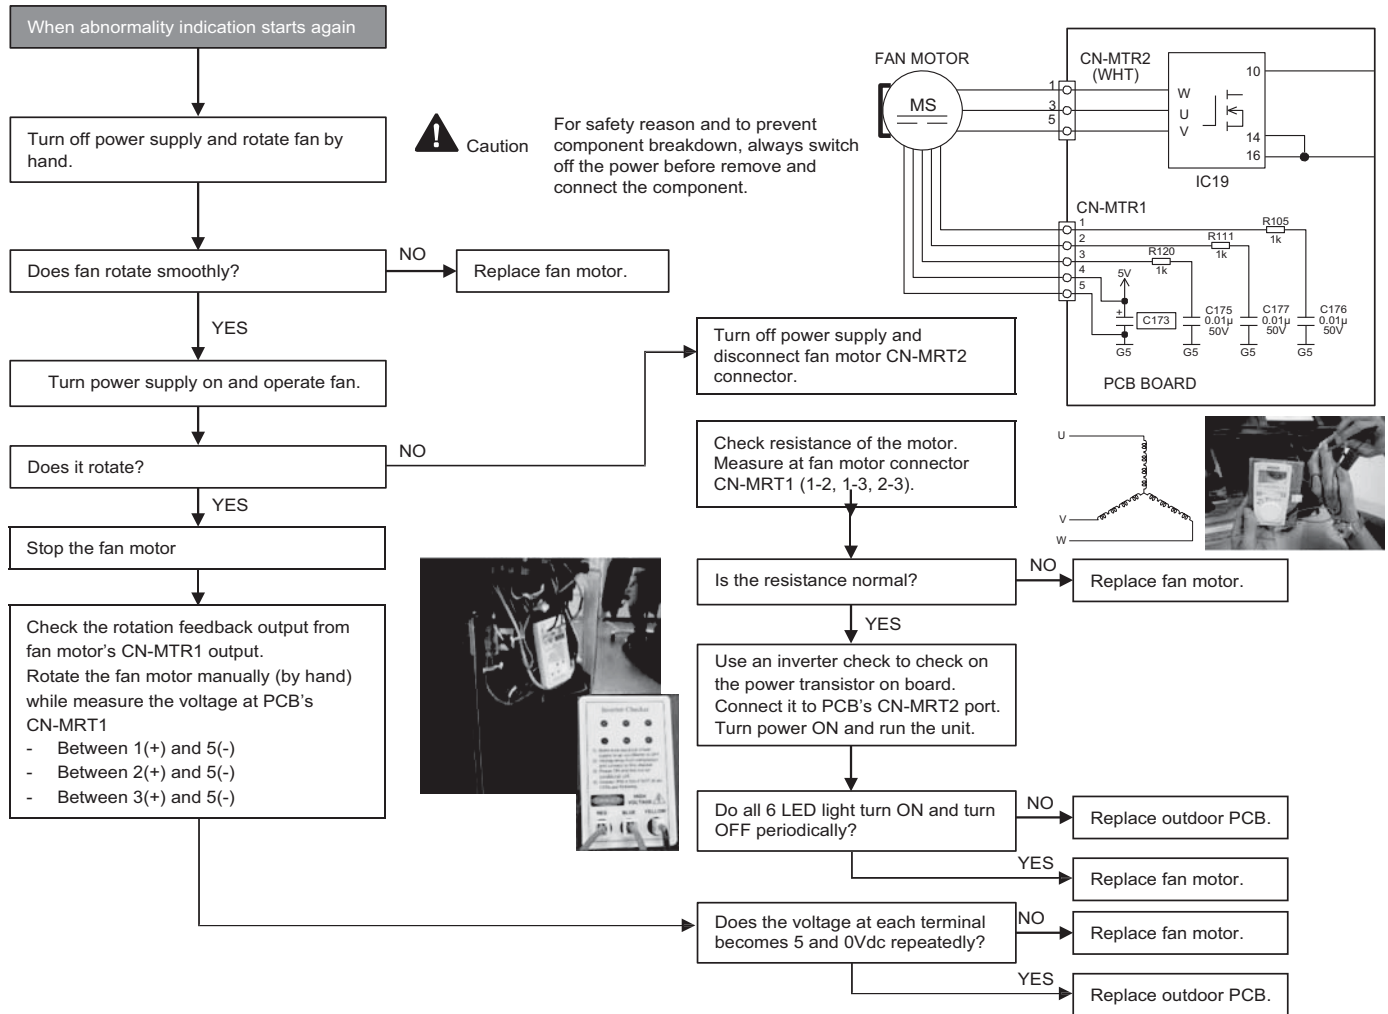 When abnormality indication starts again
Turn off power supply and rotate fan by
hand.
Caution
For safety reason and to prevent
component breakdown, always switch
off the power before remove and
connect the component.
Does fan rotate smoothly?
NO
Replace fan motor.
YES
Turn power supply on and operate fan.
Does it rotate?
NO
YES
Stop the fan motor
Check the rotation feedback output from
fan motor's CN-MTR1 output.
Rotate the fan motor manually (by hand)
while measure the voltage at PCB's
CN-MRT1
- Between 1(+) and 5(-)
- Between 2(+) and 5(-)
- Between 3(+) and 5(-)
Turn off power supply and
disconnect fan motor CN-MRT2
connector.
Check resistance of the motor.
Measure at fan motor connector
CN-MRT1 (1-2, 1-3, 2-3).
Is the resistance normal?
NO
Replace fan motor.
YES
Use an inverter check to check on
the power transistor on board.
Connect it to PCB's CN-MRT2 port.
Turn power ON and run the unit.
Do all 6 LED light turn ON and turn
OFF periodically?
NO
Replace outdoor PCB.
YES
Replace fan motor.
Does the voltage at each terminal
becomes 5 and 0Vdc repeatedly?
NO
Replace fan motor.
YES
Replace outdoor PCB.
FAN MOTOR
MS
CN-MTR2
(WHT)
1
3
5
W
U
V
10
14
16
IC19
CN-MTR1
1
2
3
4
5
R105
1k
R111
1k
R120
1k
5V
+
C173
C175
0.01µ
50V
C177
0.01µ
50V
C176
0.01µ
50V
G5
G5
G5
G5
PCB BOARD
U
V
W
Inverter Checker
HIGH
VOLTAGE
RED
BLUE
YELLOW